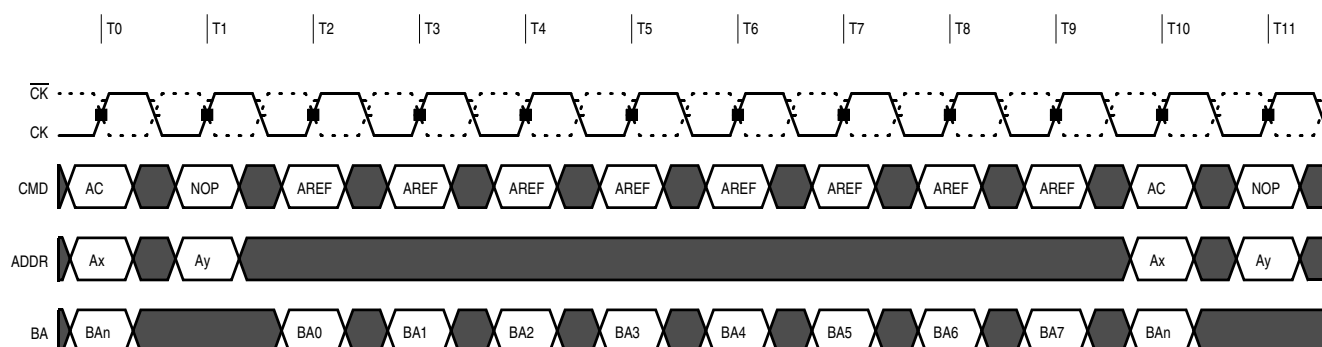 T0 T1 T2 T3 T4 T5 T6 T7 T8 T9 T10 T11
CK
CK
CMD AC NOP AREF AREF AREF AREF AREF AREF AREF AREF AC NOP
ADDR Ax Ay Ax Ay
BA BAn BA0 BA1 BA2 BA3 BA4 BA5 BA6 BA7 BAn